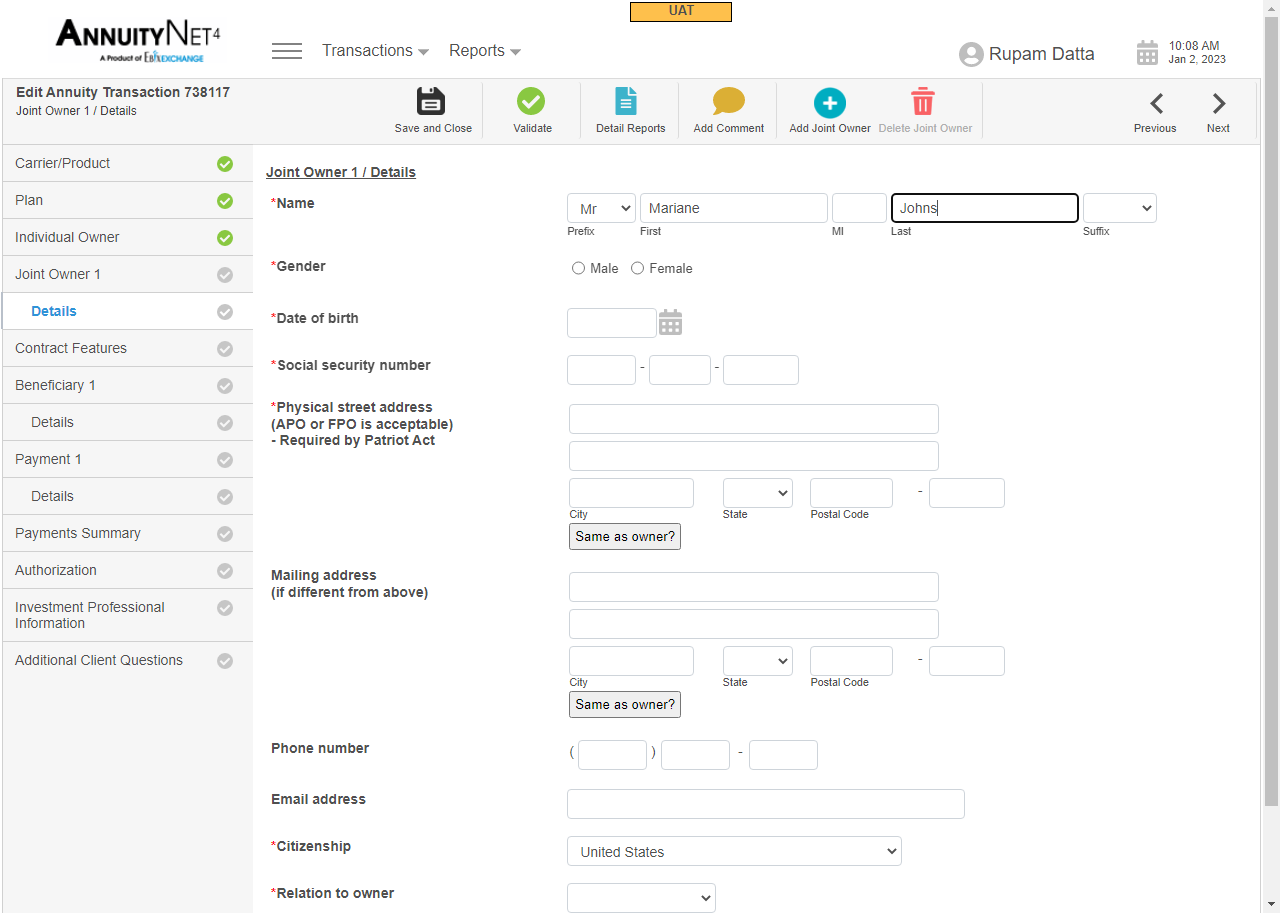 UAT
ANNUITYNET4
A Product of EBIXEXCHANGE
Transactions
Reports
Rupam Datta
10:08 AM
Jan 2, 2023
Edit Annuity Transaction 738117
Joint Owner 1 / Details
Save and Close
Validate
Detail Reports
Add Comment
Add Joint Owner
Delete Joint Owner
Previous
Next
Carrier/Product
Plan
Individual Owner
Joint Owner 1
Details
Contract Features
Beneficiary 1
Details
Payment 1
Details
Payments Summary
Authorization
Investment Professional
Information
Additional Client Questions
Joint Owner 1 / Details
*Name
Mr
Mariane
Johns
Prefix
First
MI
Last
Suffix
*Gender
Male
Female
*Date of birth
*Social security number
- -
*Physical street address
(APO or FPO is acceptable)
- Required by Patriot Act
-
City
State
Postal Code
Same as owner?
Mailing address
(if different from above)
-
City
State
Postal Code
Same as owner?
Phone number
( ) -
Email address
*Citizenship
United States
*Relation to owner